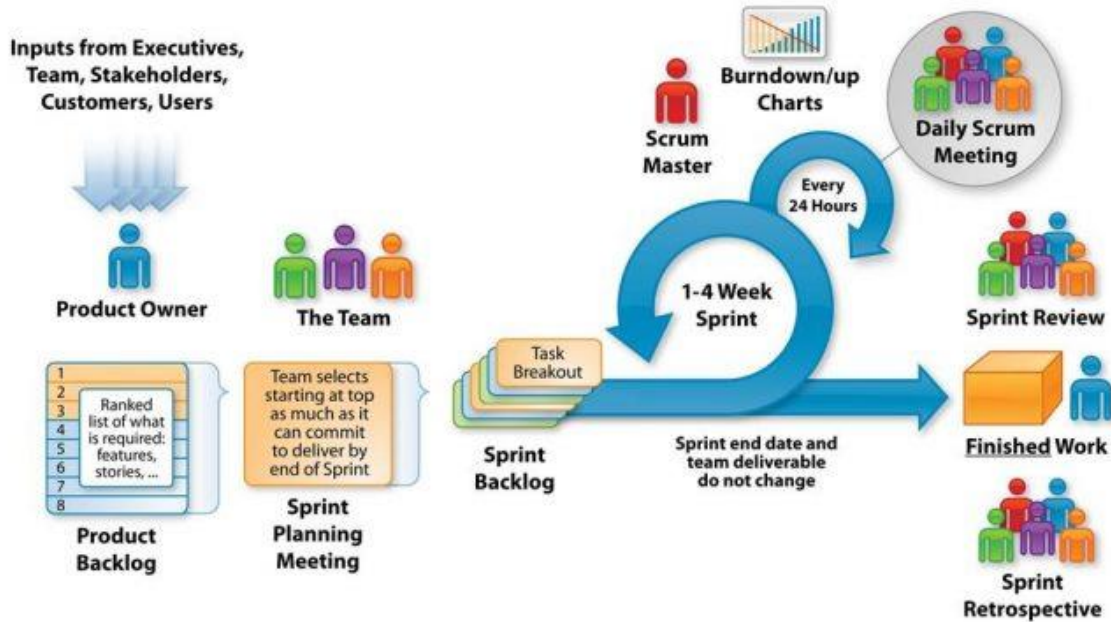 Inputs from Executives,
Team, Stakeholders,
Customers, Users
Product Owner
The Team
1
2
3
4
5
6
7
8
Ranked
list of what
is required:
features,
stories, ...
Product
Backlog
Team selects
starting at top
as much as it
can commit
to deliver by
end of Sprint
Sprint
Planning
Meeting
Task
Breakout
Sprint
Backlog
Scrum
Master
Burndown/up
Charts
Daily Scrum
Meeting
Every
24 Hours
1-4 Week
Sprint
Sprint end date and
team deliverable
do not change
Sprint Review
Finished Work
Sprint
Retrospective